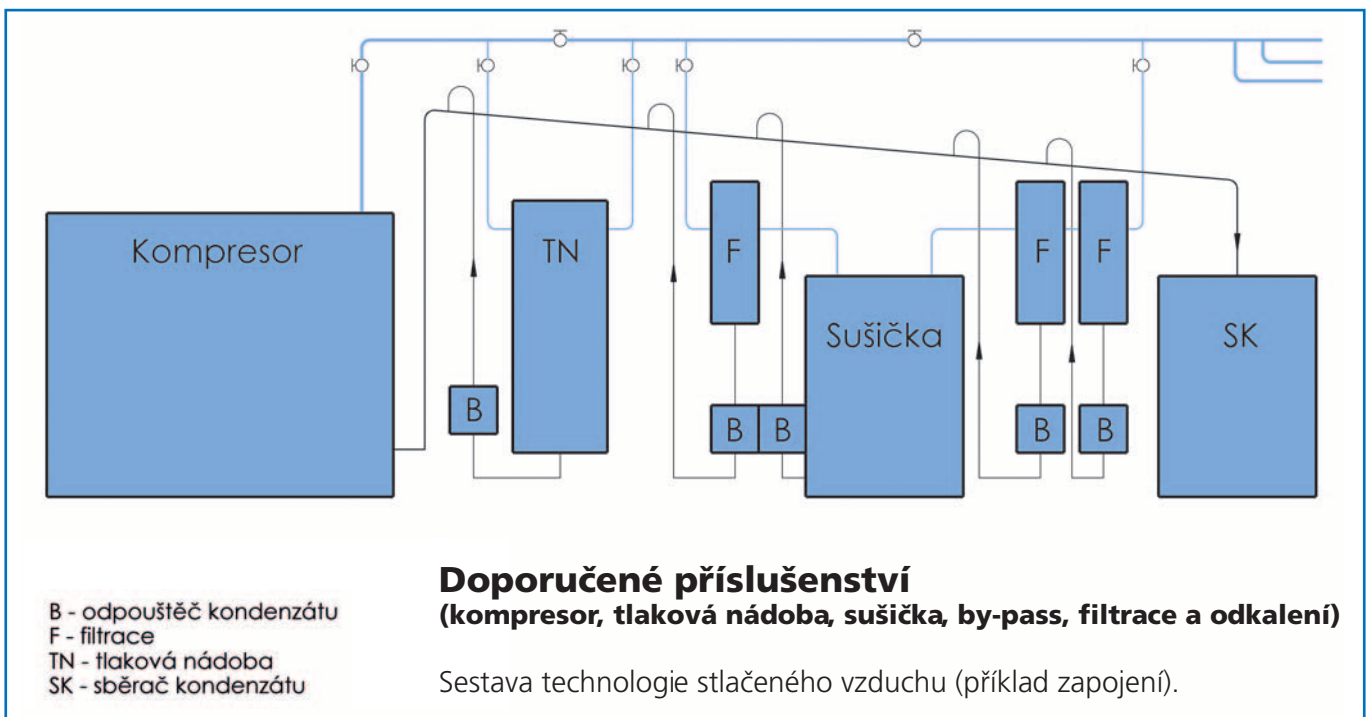 Kompresor
TN
F
F
F
Sušička
SK
B
B
B
B
B
B - odpouštěč kondenzátu
F - filtrace
TN - tlaková nádoba
SK - sběrač kondenzátu
Doporučené příslušenství
(kompresor, tlaková nádoba, sušička, by-pass, filtrace a odkalení)
Sestava technologie stlačeného vzduchu (příklad zapojení).